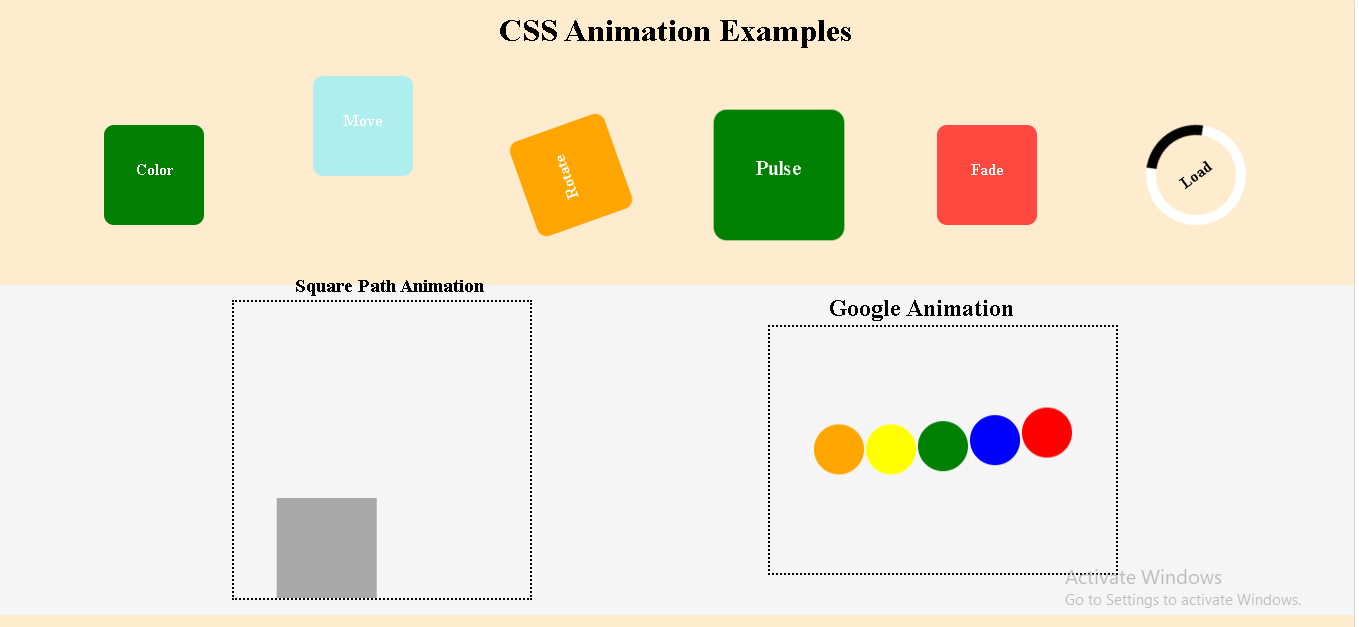 CSS Animation Examples
Color
Move
Rotate
Pulse
Fade
Load
Square Path Animation
Google Animation
Activate Windows
Go to Settings to activate Windows.